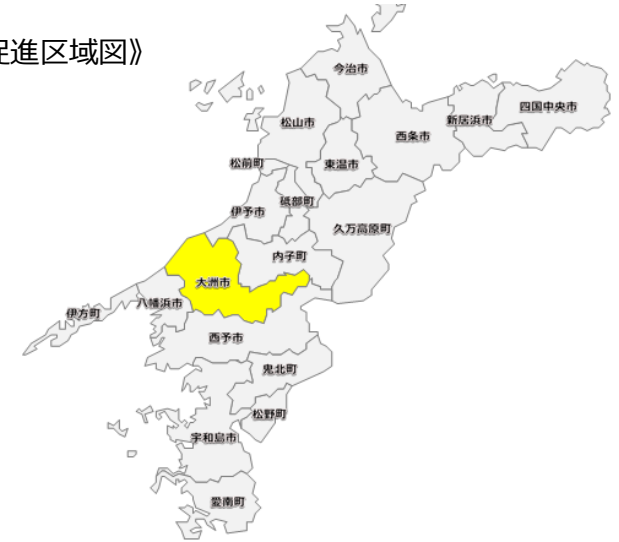 促進区域図》
今治市
四国中央市
新居浜市
松山市
西条市
松前町
東温市
砥部町
伊予市
久万高原町
内子町
大洲市
八幡浜市
伊方町
西予市
鬼北町
松野町
宇和島市
愛南町